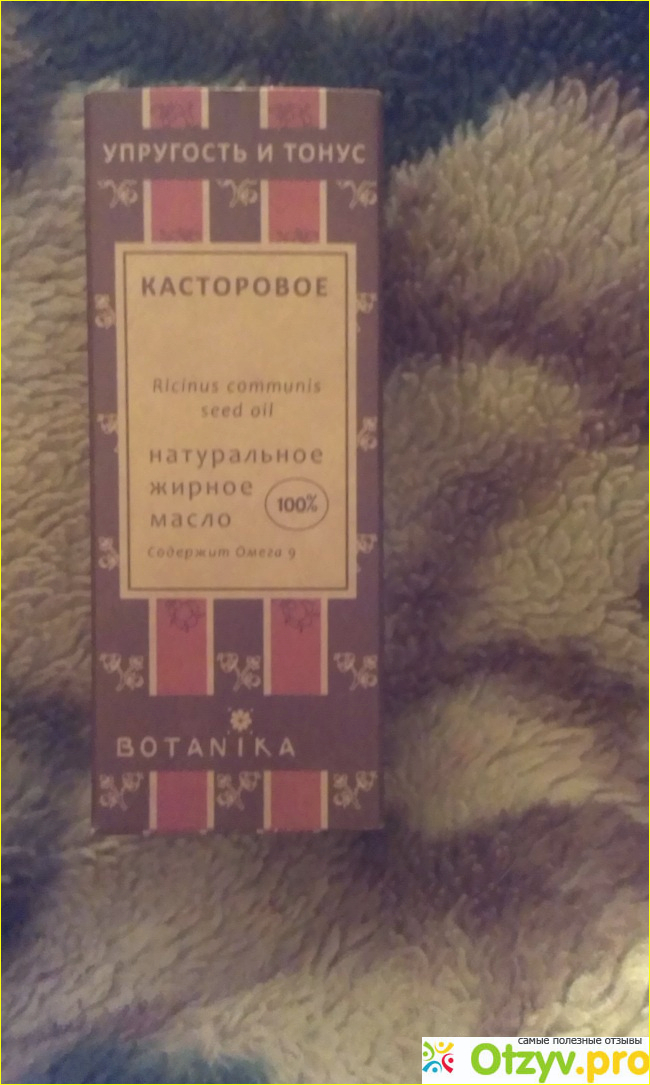 УПРУГОСТЬ И ТОНУС
КАСТОРОВОЕ
Ricinus communis
seed oil
натуральное
жирное
масло
100%
Содержит Омега 9
BOTANIKA
самые полезные отзывы
Otzyv.pro